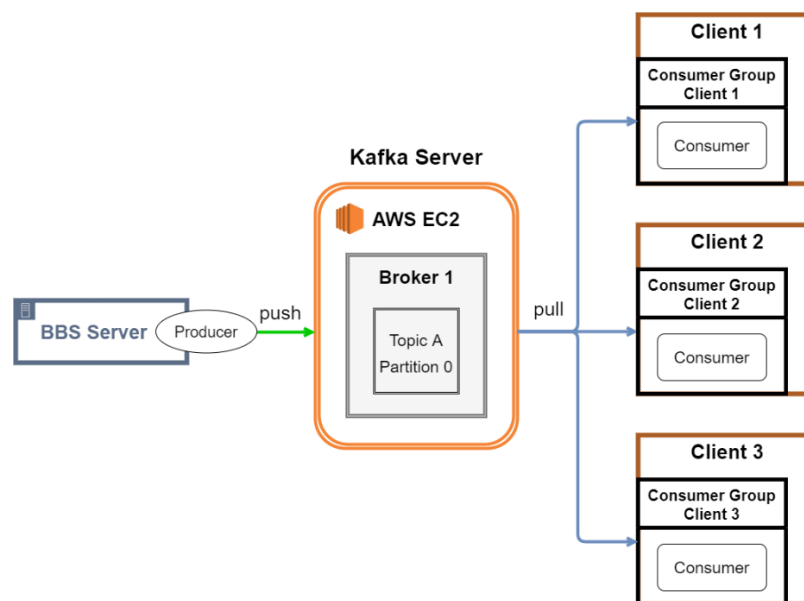 Kafka Server
AWS EC2
Broker 1
Topic A
Partition 0
BBS Server
Producer
push
pull
Client 1
Consumer Group
Client 1
Consumer
Client 2
Consumer Group
Client 2
Consumer
Client 3
Consumer Group
Client 3
Consumer